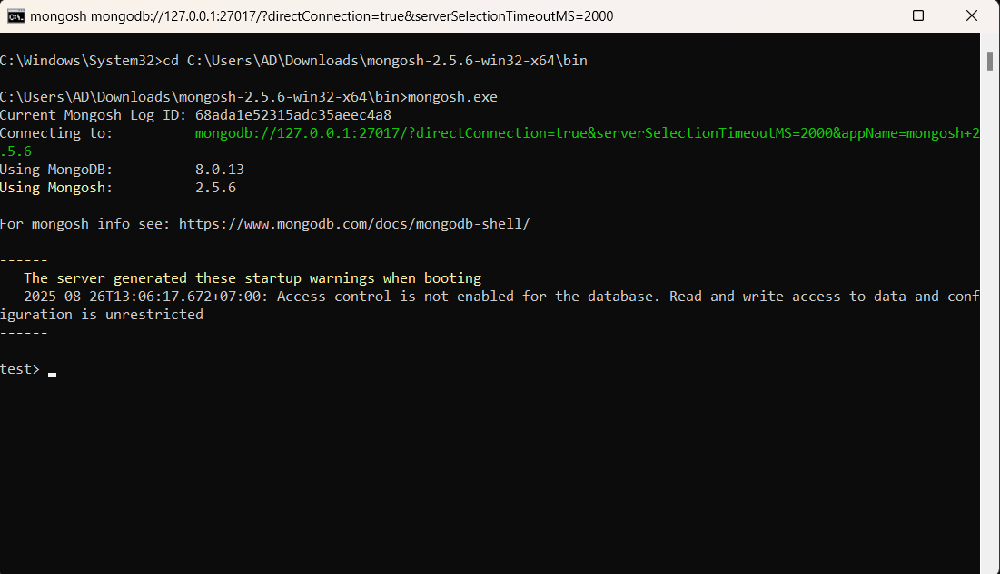 mongosh mongodb://127.0.0.1:27017/?directConnection=true&serverSelectionTimeoutMS=2000
C:\Windows\System32>cd C:\Users\AD\Downloads\mongosh-2.5.6-win32-x64\bin
C:\Users\AD\Downloads\mongosh-2.5.6-win32-x64\bin>mongosh.exe
Current Mongosh Log ID: 68ada1e52315adc35aeec4a8
Connecting to:          mongodb://127.0.0.1:27017/?directConnection=true&serverSelectionTimeoutMS=2000&appName=mongosh+2
.5.6
Using MongoDB:          8.0.13
Using Mongosh:          2.5.6
For mongosh info see: https://www.mongodb.com/docs/mongodb-shell/
------
   The server generated these startup warnings when booting
   2025-08-26T13:06:17.672+07:00: Access control is not enabled for the database. Read and write access to data and conf
iguration is unrestricted
------
test>